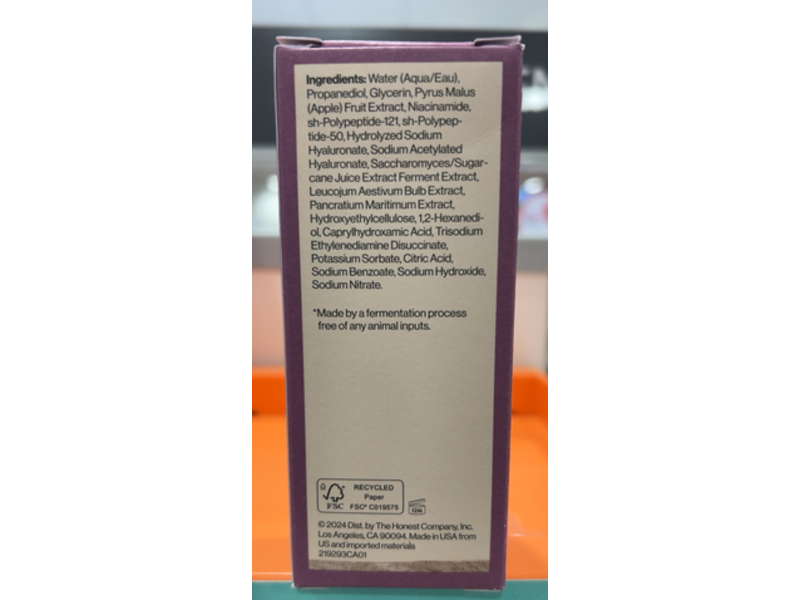 Ingredients: Water (Aqua/Eau),
Propanediol, Glycerin, Pyrus Malus
(Apple) Fruit Extract, Niacinamide,
sh-Polypeptide-121, sh-Polypep-
tide-50, Hydrolyzed Sodium
Hyaluronate, Sodium Acetylated
Hyaluronate, Saccharomyces/Sugar-
cane Juice Extract Ferment Extract,
Leucojum Aestivum Bulb Extract,
Pancratium Maritimum Extract,
Hydroxyethylcellulose, 1,2-Hexanedi-
ol, Caprylhydroxamic Acid, Trisodium
Ethylenediamine Disuccinate,
Potassium Sorbate, Citric Acid,
Sodium Benzoate, Sodium Hydroxide,
Sodium Nitrate.
*Made by a fermentation process
free of any animal inputs.
FSC
RECYCLED
Paper
FSC® C019575
12M
© 2024 Dist. by The Honest Company, Inc.
Los Angeles, CA 90094. Made in USA from
US and imported materials
219293CA01